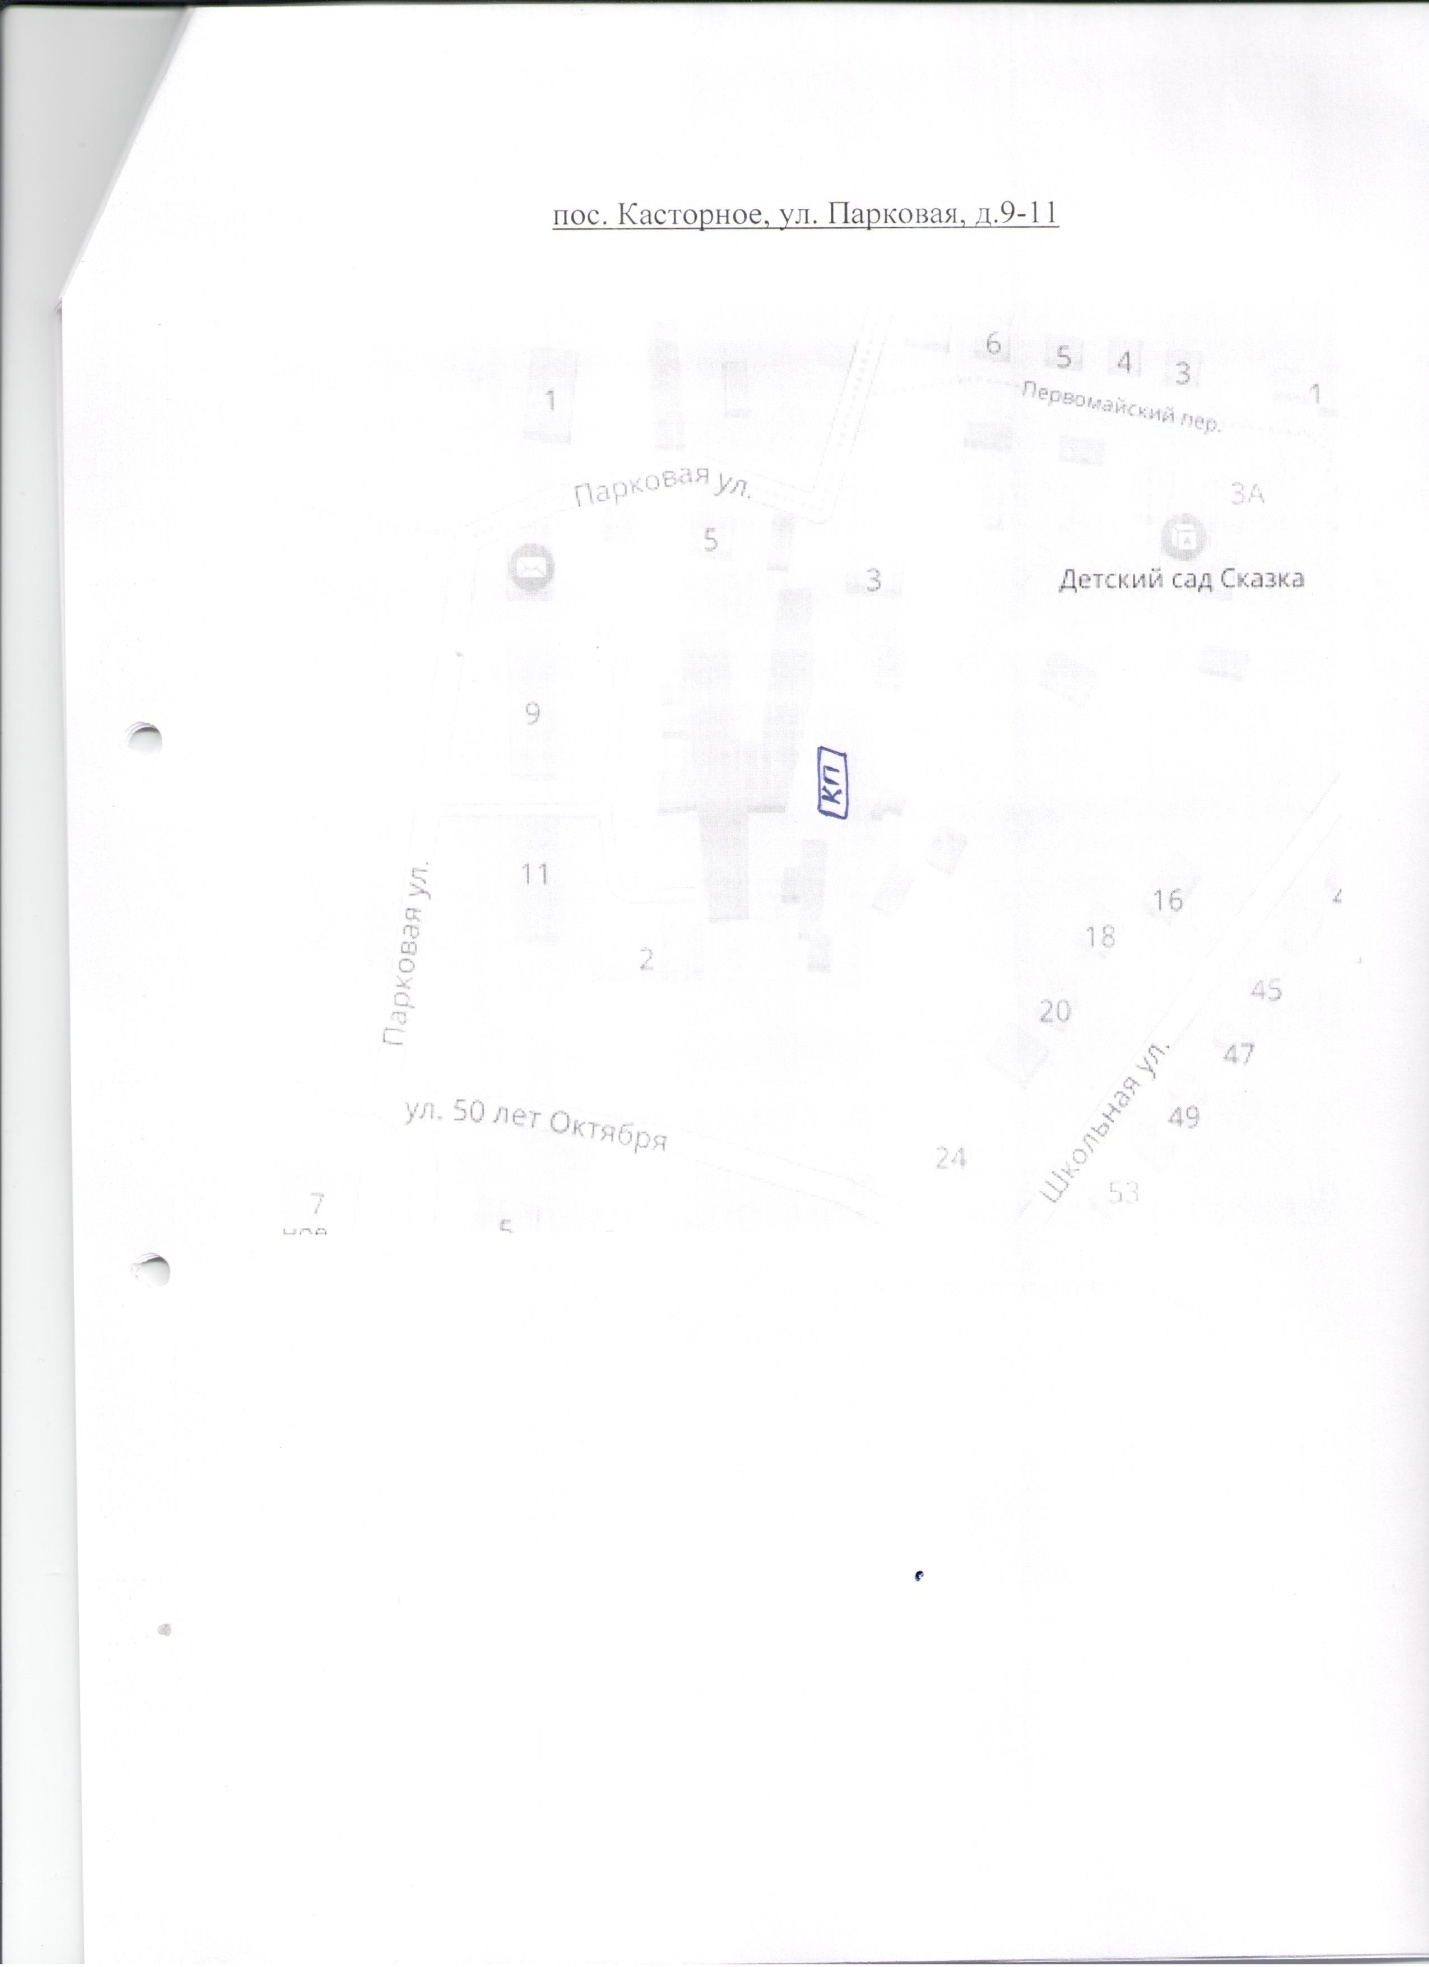 пос. Касторное, ул. Парковая, д.9-11
6
5
4
3
1
1
Первомайский пер.
Парковая ул.
3А
5
3
Детский сад Сказка
9
КП
11
Парковая ул.
2
16
18
20
45
47
49
Школьная ул.
ул. 50 лет Октября
24
53
7